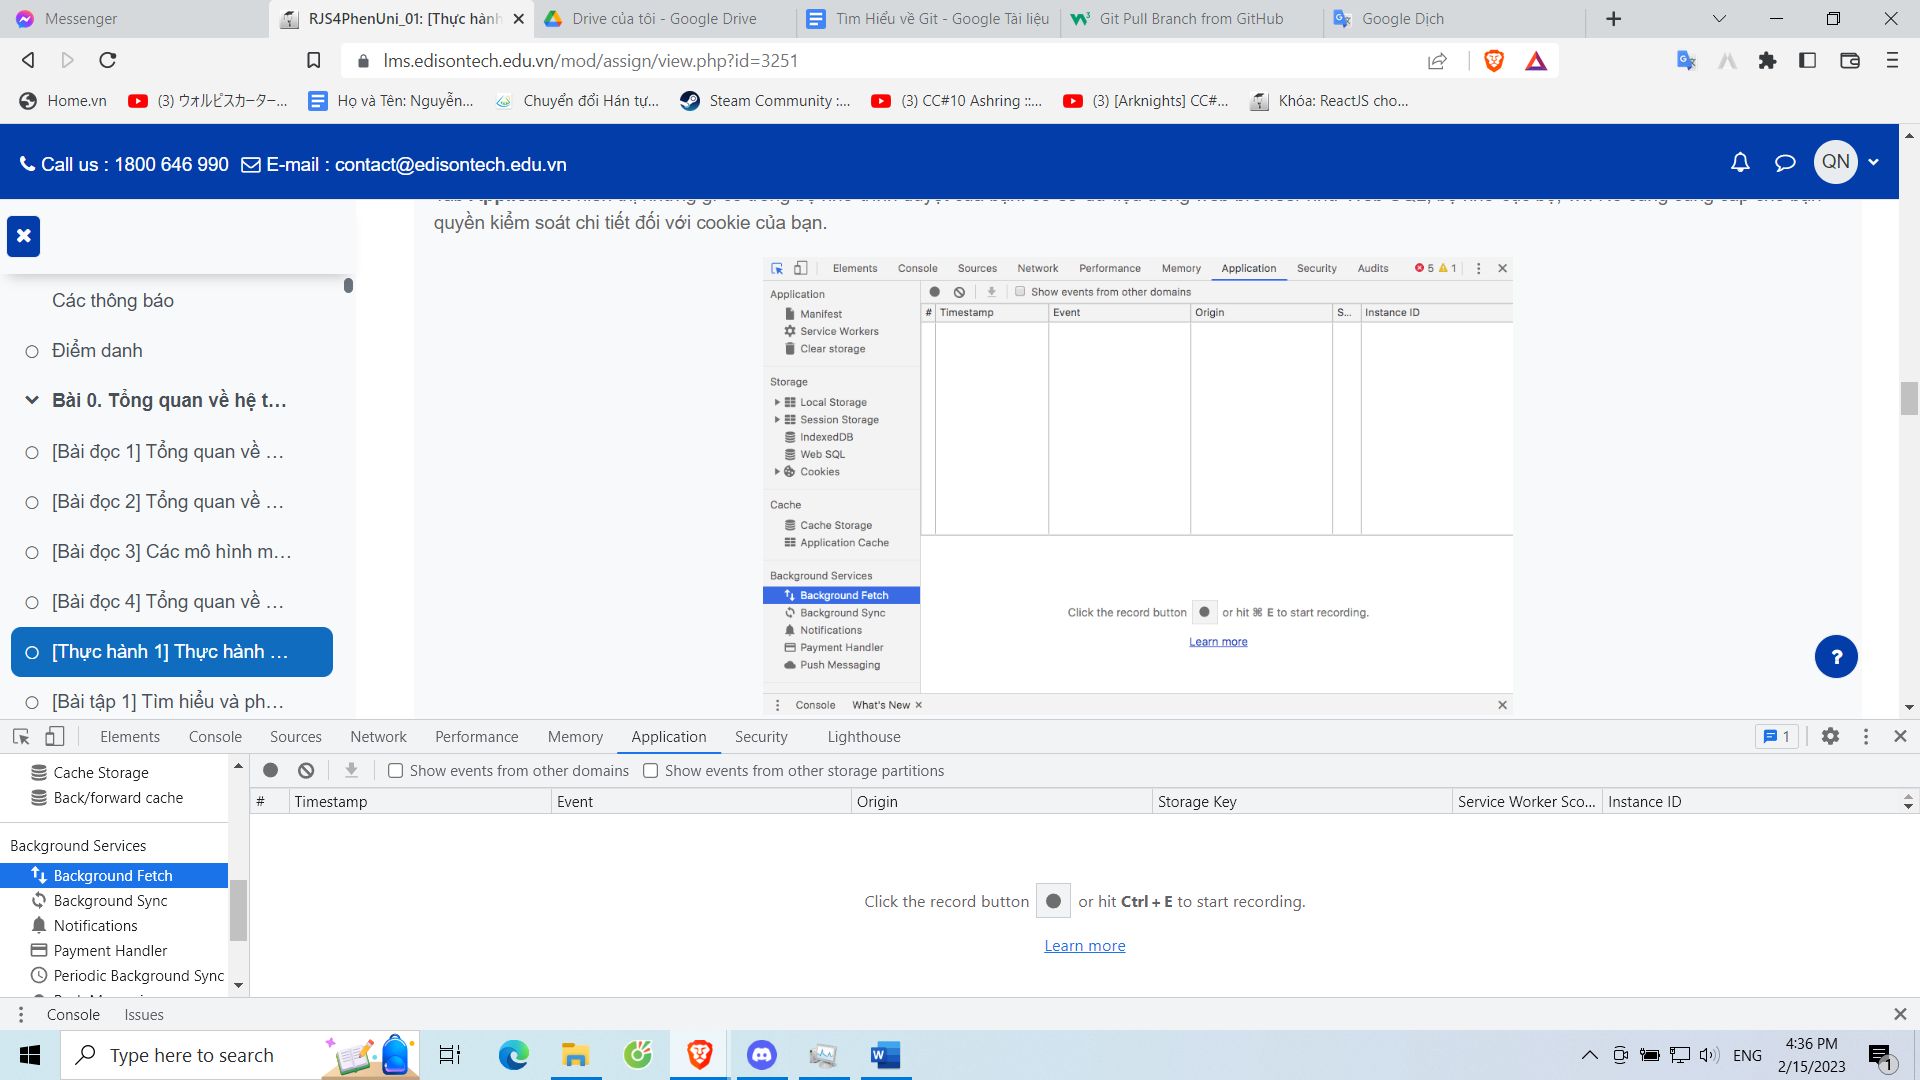 Messenger
RJS4PhenUni_01: [Thực hành
Drive của tôi - Google Drive
Tìm Hiểu về Git - Google Tài liệu
Git Pull Branch from GitHub
Google Dịch
lms.edisontech.edu.vn/mod/assign/view.php?id=3251
Home.vn
(3) ウォルピスカーター...
Họ và Tên: Nguyễn...
Chuyển đổi Hán tự...
Steam Community :...
(3) CC#10 Ashring ::...
(3) [Arknights] CC#...
Khóa: ReactJS cho...
Call us : 1800 646 990
E-mail : contact@edisontech.edu.vn
QN
quyền kiểm soát chi tiết đối với cookie của bạn.
Các thông báo
Điểm danh
Bài 0. Tổng quan về hệ t...
[Bài đọc 1] Tổng quan về ...
[Bài đọc 2] Tổng quan về ...
[Bài đọc 3] Các mô hình m...
[Bài đọc 4] Tổng quan về ...
[Thực hành 1] Thực hành ...
[Bài tập 1] Tìm hiểu và ph...
Elements Console Sources Network Performance Memory Application Security Audits 5 1
Application
Manifest
Service Workers
Clear storage
Storage
Local Storage
Session Storage
IndexedDB
Web SQL
Cookies
Cache
Cache Storage
Application Cache
Background Services
Background Fetch
Background Sync
Notifications
Payment Handler
Push Messaging
Show events from other domains
# Timestamp Event Origin S... Instance ID
Click the record button or hit ⌘ E to start recording.
Learn more
Console What's New
?
Elements Console Sources Network Performance Memory Application Security Lighthouse 1
Cache Storage
Back/forward cache
Background Services
Background Fetch
Background Sync
Notifications
Payment Handler
Periodic Background Sync
Show events from other domains Show events from other storage partitions
# Timestamp Event Origin Storage Key Service Worker Sco... Instance ID
Click the record button or hit Ctrl + E to start recording.
Learn more
Console Issues
Type here to search
ENG
4:36 PM
2/15/2023
1